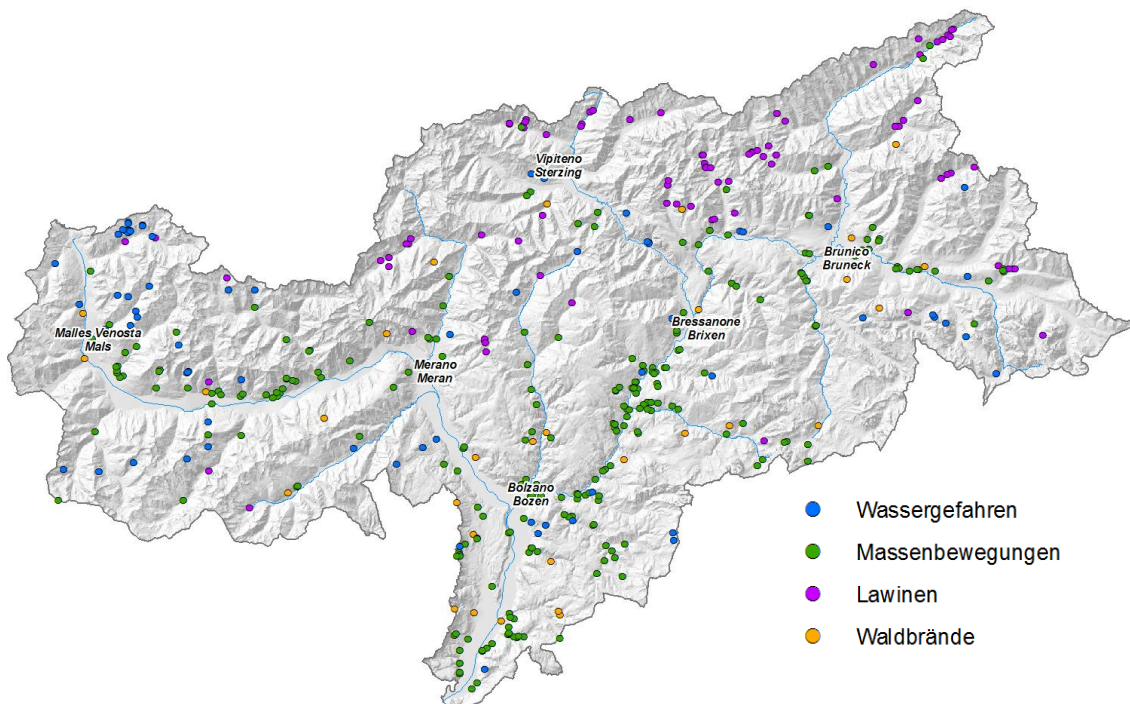 Vipiteno
Sterzing
Brunico
Bruneck
Malles Venosta
Mals
Bressanone
Brixen
Merano
Meran
Bolzano
Bozen
Wassergefahren
Massenbewegungen
Lawinen
Waldbrände